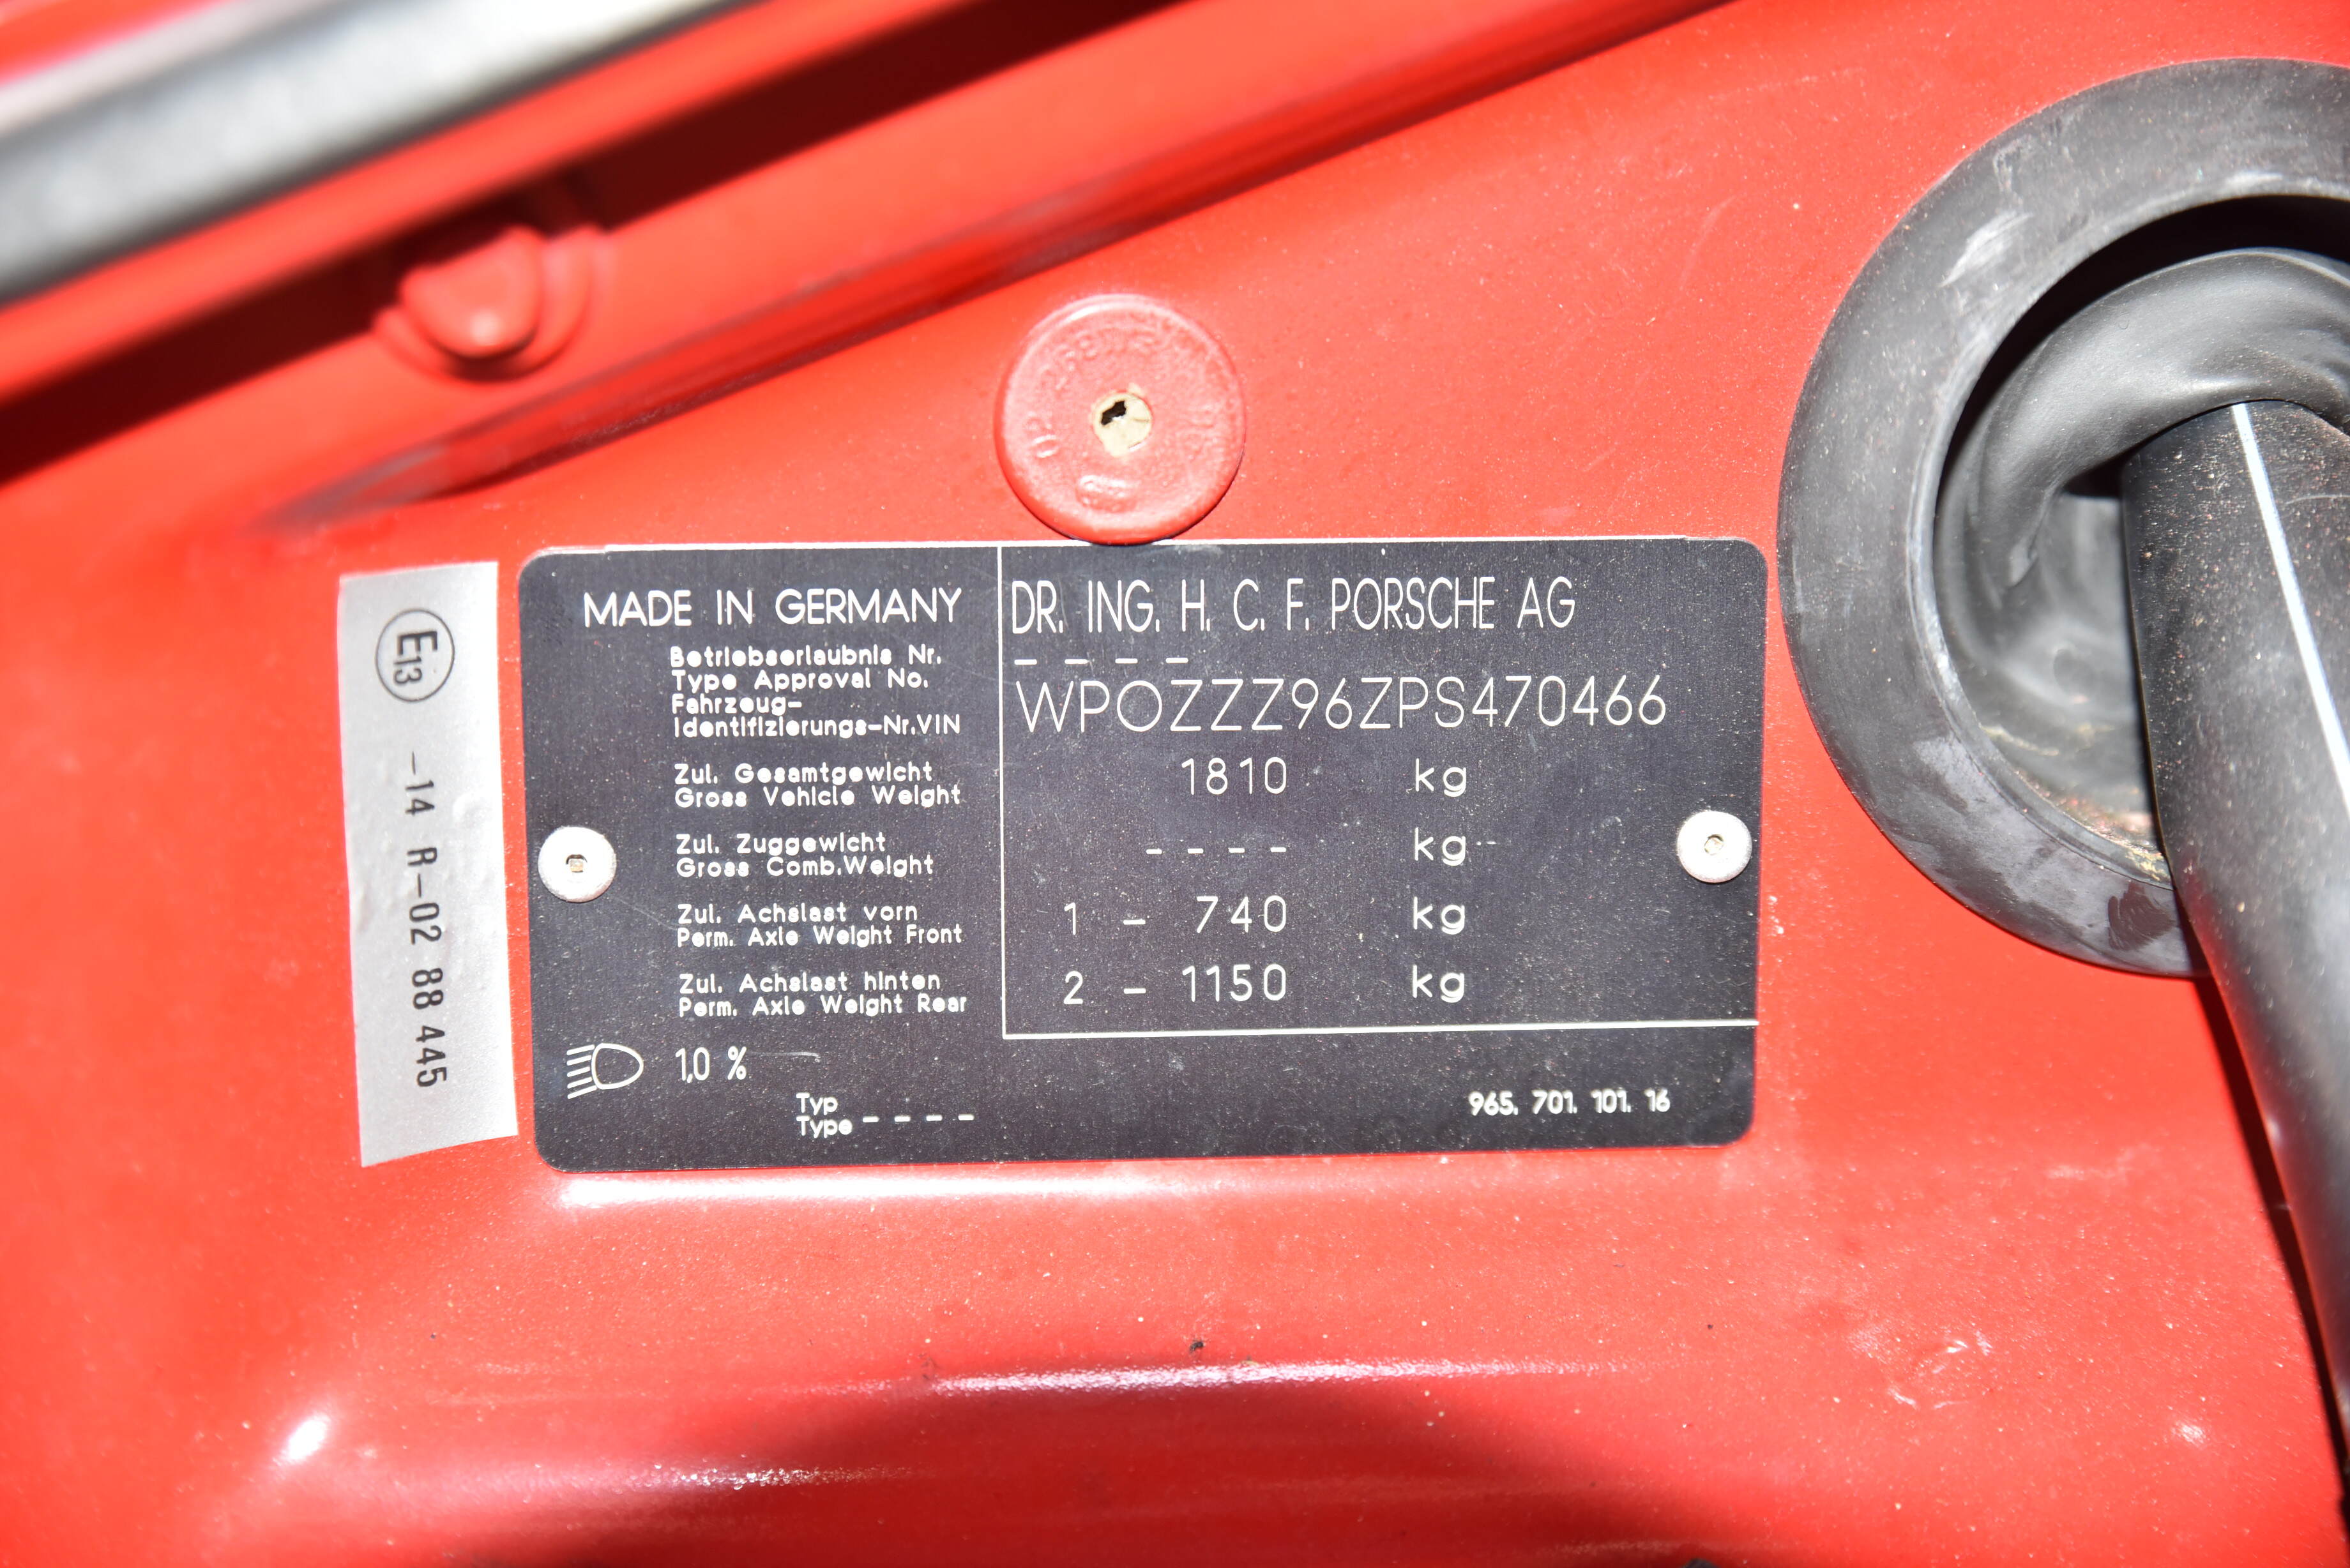 E13
-14 R-02 88 445
MADE IN GERMANY
Betriebserlaubnis Nr.
Type Approval No.
Fahrzeug-
Identifizierungs-Nr.VIN
Zul. Gesamtgewicht
Gross Vehicle Weight
Zul. Zuggewicht
Gross Comb.Weight
Zul. Achslast vorn
Perm. Axle Weight Front
Zul. Achslast hinten
Perm. Axle Weight Rear
1,0 %
Typ
Type - - - -
DR. ING. H. C. F. PORSCHE AG
- - - -
WP0ZZZ96ZPS470466
1810 kg
- - - - kg
1 - 740 kg
2 - 1150 kg
965. 701. 101. 16